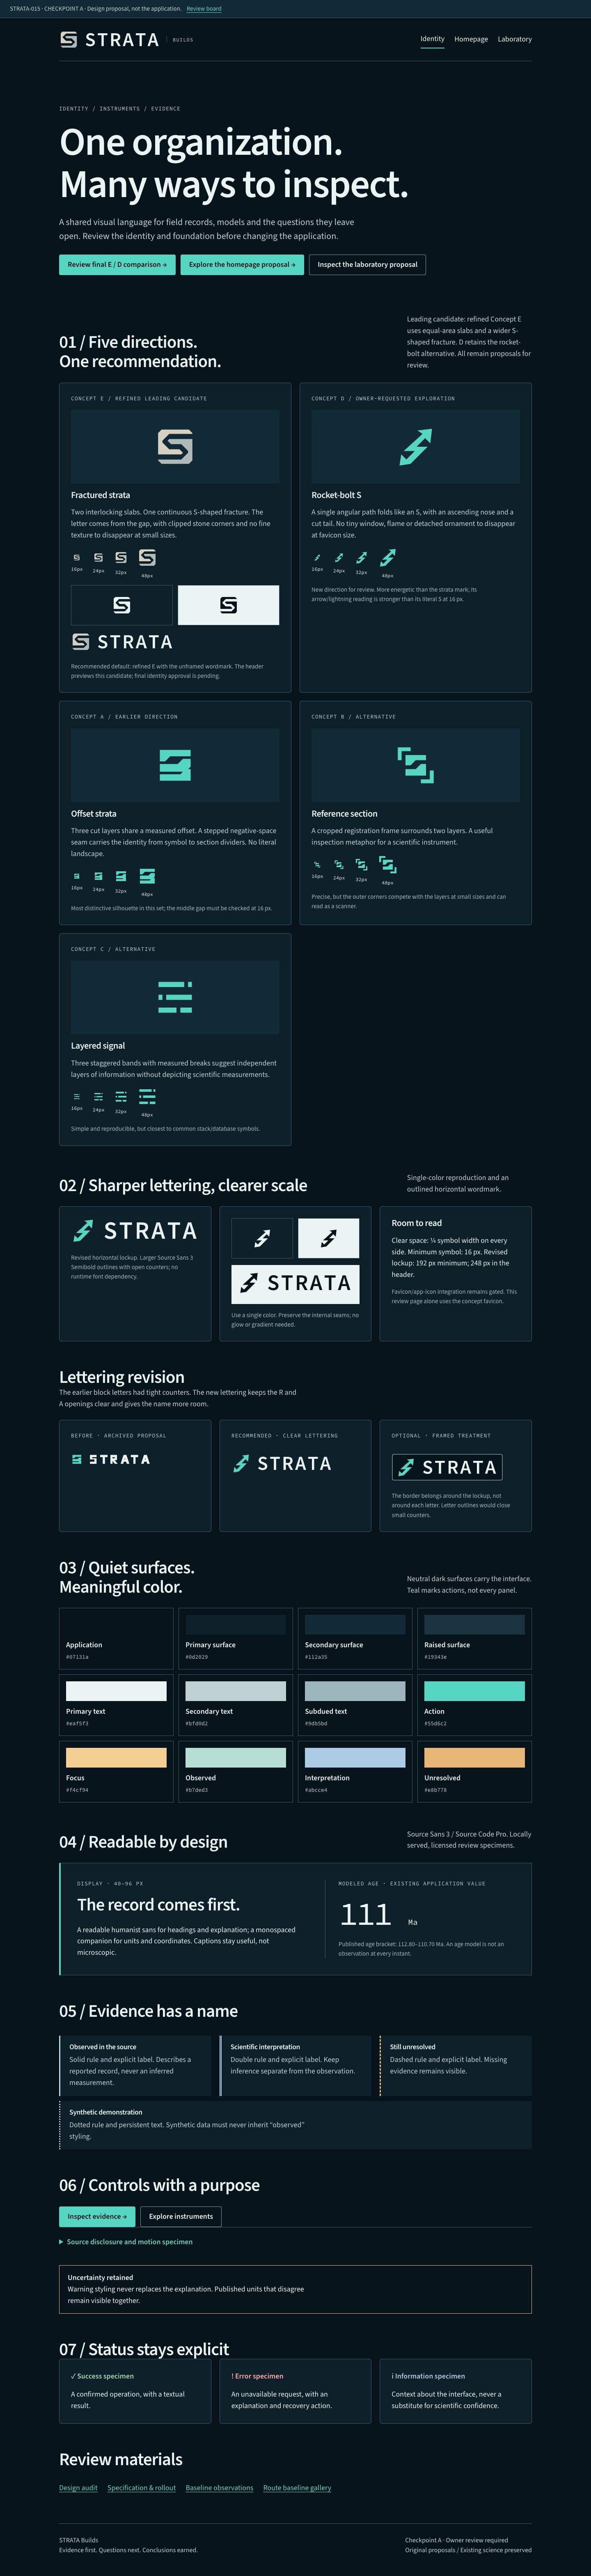 STRATA-015 · CHECKPOINT A · Design proposal, not the application. Review board
STRATA BUILDS
Identity Homepage Laboratory
IDENTITY / INSTRUMENTS / EVIDENCE
One organization.
Many ways to inspect.
A shared visual language for field records, models and the questions they leave
open. Review the identity and foundation before changing the application.
Review final E / D comparison → Explore the homepage proposal → Inspect the laboratory proposal
01 / Five directions.
One recommendation.
Leading candidate: refined Concept E
uses equal-area slabs and a wider S-
shaped fracture. D retains the rocket-
bolt alternative. All remain proposals for
review.
CONCEPT E / REFINED LEADING CANDIDATE
Fractured strata
Two interlocking slabs. One continuous S-shaped fracture. The
letter comes from the gap, with clipped stone corners and no fine
texture to disappear at small sizes.
16px 24px 32px 48px
STRATA
Recommended default: refined E with the unframed wordmark. The header
previews this candidate; final identity approval is pending.
CONCEPT D / OWNER-REQUESTED EXPLORATION
Rocket-bolt S
A single angular path folds like an S, with an ascending nose and a
cut tail. No tiny window, flame or detached ornament to disappear
at favicon size.
16px 24px 32px 48px
New direction for review. More energetic than the strata mark; its
arrow/lightning reading is stronger than its literal S at 16 px.
CONCEPT A / EARLIER DIRECTION
Offset strata
Three cut layers share a measured offset. A stepped negative-space
seam carries the identity from symbol to section dividers. No literal
landscape.
16px 24px 32px 48px
Most distinctive silhouette in this set; the middle gap must be checked at 16 px.
CONCEPT B / ALTERNATIVE
Reference section
A cropped registration frame surrounds two layers. A useful
inspection metaphor for a scientific instrument.
16px 24px 32px 48px
Precise, but the outer corners compete with the layers at small sizes and can
read as a scanner.
CONCEPT C / ALTERNATIVE
Layered signal
Three staggered bands with measured breaks suggest independent
layers of information without depicting scientific measurements.
16px 24px 32px 48px
Simple and reproducible, but closest to common stack/database symbols.
02 / Sharper lettering, clearer scale
Single-color reproduction and an
outlined horizontal wordmark.
STRATA
Revised horizontal lockup. Larger Source Sans 3
Semibold outlines with open counters; no
runtime font dependency.
STRATA
Use a single color. Preserve the internal seams; no
glow or gradient needed.
Room to read
Clear space: ¼ symbol width on every
side. Minimum symbol: 16 px. Revised
lockup: 192 px minimum; 248 px in the
header.
Favicon/app-icon integration remains gated. This
review page alone uses the concept favicon.
Lettering revision
The earlier block letters had tight counters. The new lettering keeps the R and
A openings clear and gives the name more room.
BEFORE · ARCHIVED PROPOSAL
STRATA
RECOMMENDED · CLEAR LETTERING
STRATA
OPTIONAL · FRAMED TREATMENT
STRATA
The border belongs around the lockup, not
around each letter. Letter outlines would close
small counters.
03 / Quiet surfaces.
Meaningful color.
Neutral dark surfaces carry the interface.
Teal marks actions, not every panel.
Application
#07131a
Primary surface
#0d2029
Secondary surface
#112a35
Raised surface
#19343e
Primary text
#eaf5f3
Secondary text
#bfd0d2
Subdued text
#9db5bd
Action
#55d6c2
Focus
#f4cf94
Observed
#b7ded3
Interpretation
#abcce4
Unresolved
#e8b778
04 / Readable by design
Source Sans 3 / Source Code Pro. Locally
served, licensed review specimens.
DISPLAY · 40–96 PX
The record comes first.
A readable humanist sans for headings and explanation; a monospaced
companion for units and coordinates. Captions stay useful, not
microscopic.
MODELED AGE · EXISTING APPLICATION VALUE
111 Ma
Published age bracket: 112.80–110.70 Ma. An age model is not an
observation at every instant.
05 / Evidence has a name
Observed in the source
Solid rule and explicit label. Describes a
reported record, never an inferred
measurement.
Scientific interpretation
Double rule and explicit label. Keep
inference separate from the observation.
Still unresolved
Dashed rule and explicit label. Missing
evidence remains visible.
Synthetic demonstration
Dotted rule and persistent text. Synthetic data must never inherit “observed”
styling.
06 / Controls with a purpose
Inspect evidence → Explore instruments
▶ Source disclosure and motion specimen
Uncertainty retained
Warning styling never replaces the explanation. Published units that disagree
remain visible together.
07 / Status stays explicit
✓ Success specimen
A confirmed operation, with a textual
result.
! Error specimen
An unavailable request, with an
explanation and recovery action.
i Information specimen
Context about the interface, never a
substitute for scientific confidence.
Review materials
Design audit Specification & rollout Baseline observations Route baseline gallery
STRATA Builds
Evidence first. Questions next. Conclusions earned.
Checkpoint A · Owner review required
Original proposals / Existing science preserved